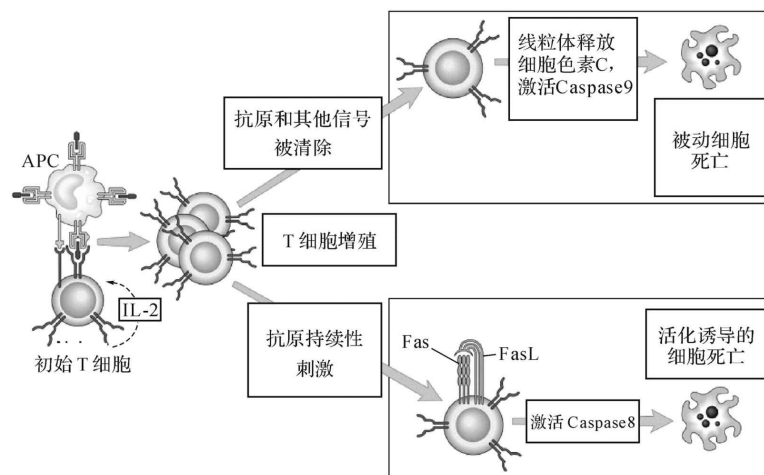 线粒体释放
细胞色素C，
激活Caspase9
被动细胞
死亡
抗原和其他信号
被清除
APC
T 细胞增殖
IL-2
初始 T 细胞
抗原持续性
刺激
Fas
FasL
激活 Caspase8
活化诱导的
细胞死亡